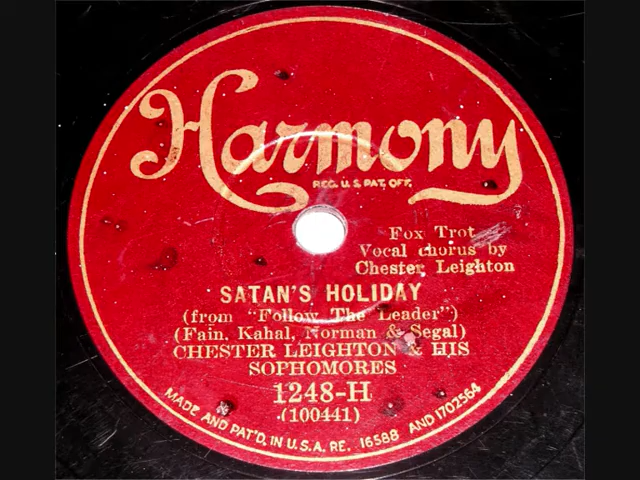 Harmony
REG. U.S. PAT. OFF.
Fox Trot
Vocal chorus by
Chester Leighton
SATAN'S HOLIDAY
(from "Follow The Leader")
(Fain, Kahal, Norman & Segal)
CHESTER LEIGHTON & HIS
SOPHOMORES
1248-H
(100441)
MADE AND PAT'D. IN U.S.A. RE. 16588 AND 1702564